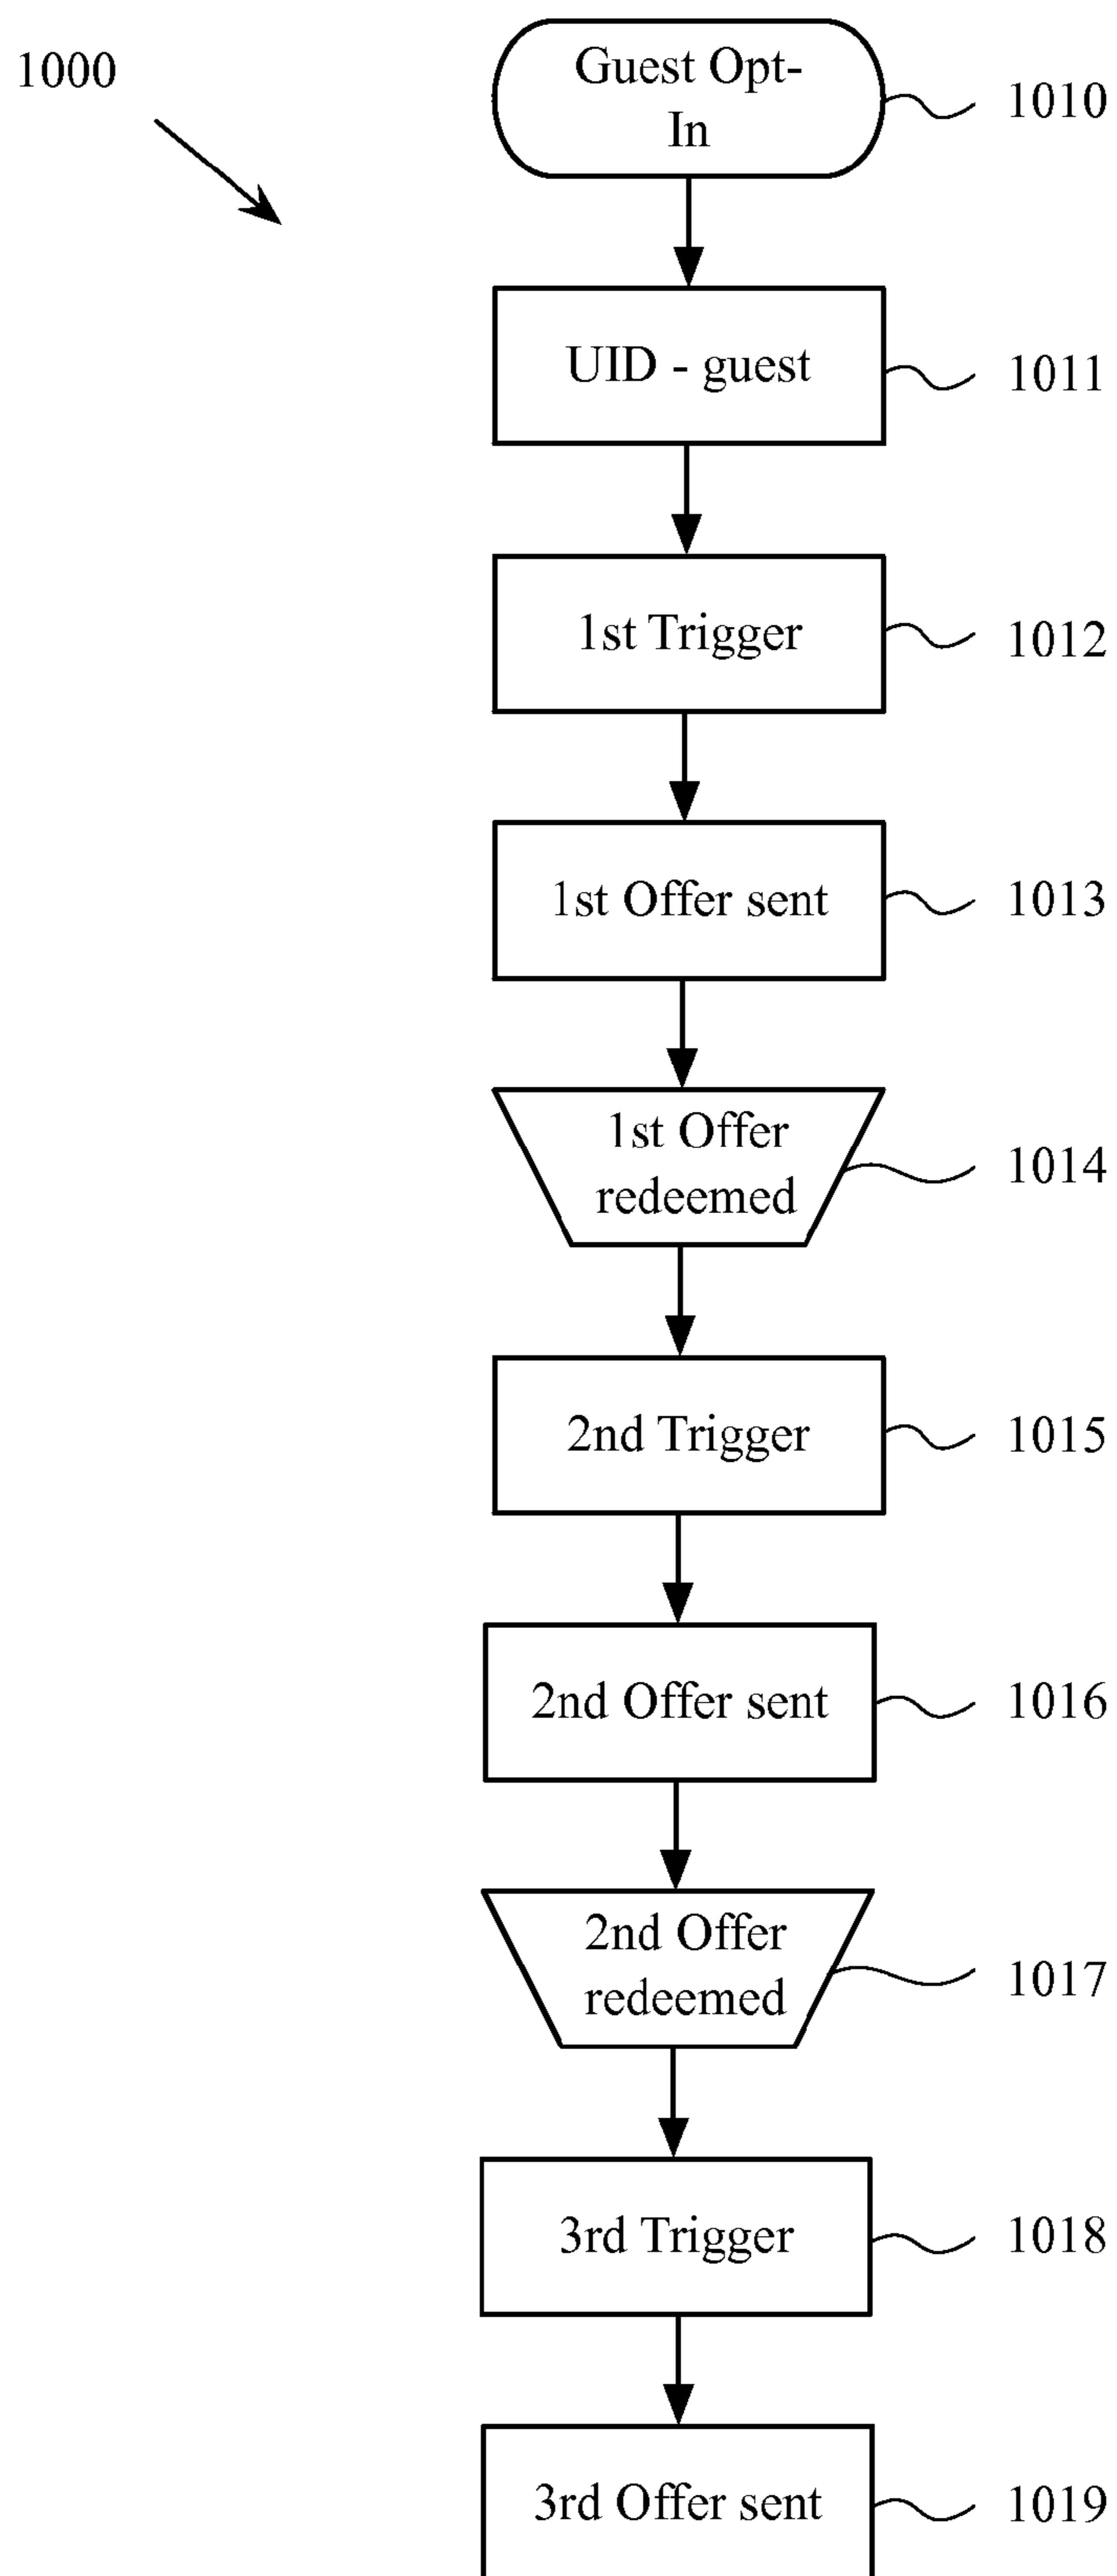 1000
Guest Opt-
In
1010
UID - guest
1011
1st Trigger
1012
1st Offer sent
1013
1st Offer
redeemed
1014
2nd Trigger
1015
2nd Offer sent
1016
2nd Offer
redeemed
1017
3rd Trigger
1018
3rd Offer sent
1019